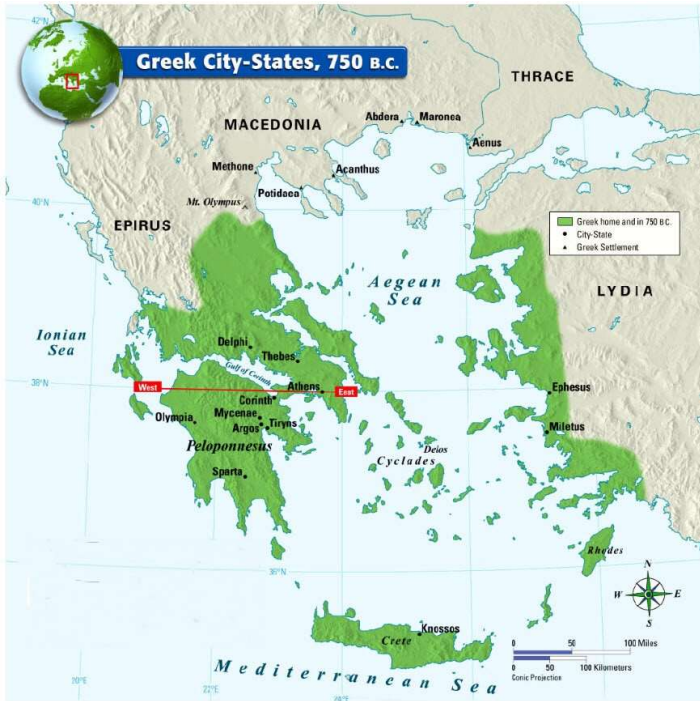 42°N
Greek City-States, 750 B.C.
THRACE
MACEDONIA
Abdera
Maronea
Aenus
Methone
Acanthus
Potidaea
Mt. Olympus
40°N
EPIRUS
Greek home and in 750 B.C.
City-State
Greek Settlement
Aegean
Sea
LYDIA
Ionian
Sea
Delphi
Thebes
Gulf of Corinth
38°N
West
Athens
East
Ephesus
Corinth
Mycenae
Olympia
Argos
Tiryns
Miletus
Peloponnesus
Delos
Cyclades
Sparta
Rhodes
36°N
N
W
E
S
Knossos
Crete
0 50 100 Miles
0 50 100 Kilometers
Conic Projection
Mediterranean Sea
20°E
22°E